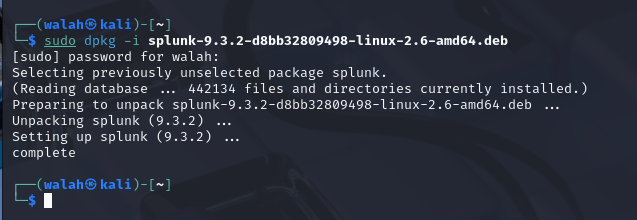 ┌──(walah㉿kali)-[~]
└─$ sudo dpkg -i splunk-9.3.2-d8bb32809498-linux-2.6-amd64.deb
[sudo] password for walah:
Selecting previously unselected package splunk.
(Reading database ... 442134 files and directories currently installed.)
Preparing to unpack splunk-9.3.2-d8bb32809498-linux-2.6-amd64.deb ...
Unpacking splunk (9.3.2) ...
Setting up splunk (9.3.2) ...
complete
┌──(walah㉿kali)-[~]
└─$